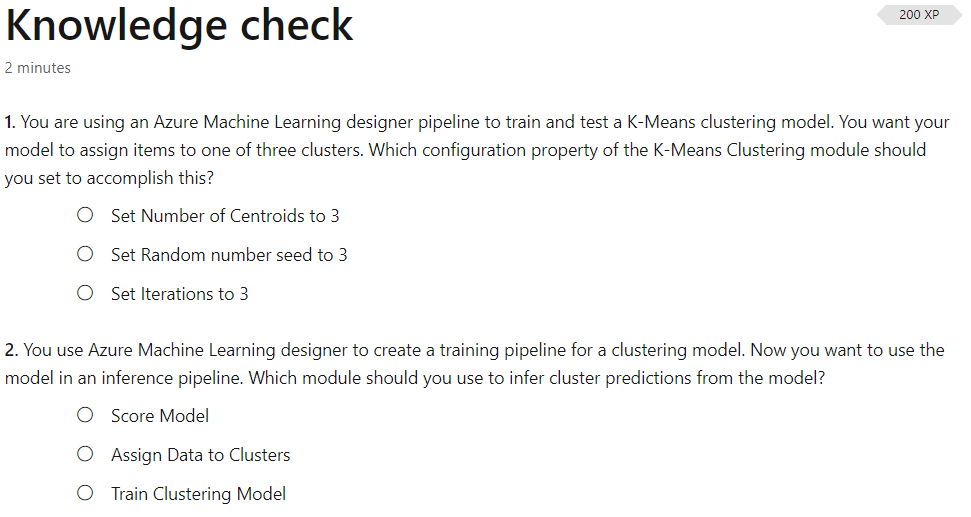 Knowledge check
200 XP
2 minutes
1. You are using an Azure Machine Learning designer pipeline to train and test a K-Means clustering model. You want your
model to assign items to one of three clusters. Which configuration property of the K-Means Clustering module should
you set to accomplish this?
Set Number of Centroids to 3
Set Random number seed to 3
Set Iterations to 3
2. You use Azure Machine Learning designer to create a training pipeline for a clustering model. Now you want to use the
model in an inference pipeline. Which module should you use to infer cluster predictions from the model?
Score Model
Assign Data to Clusters
Train Clustering Model